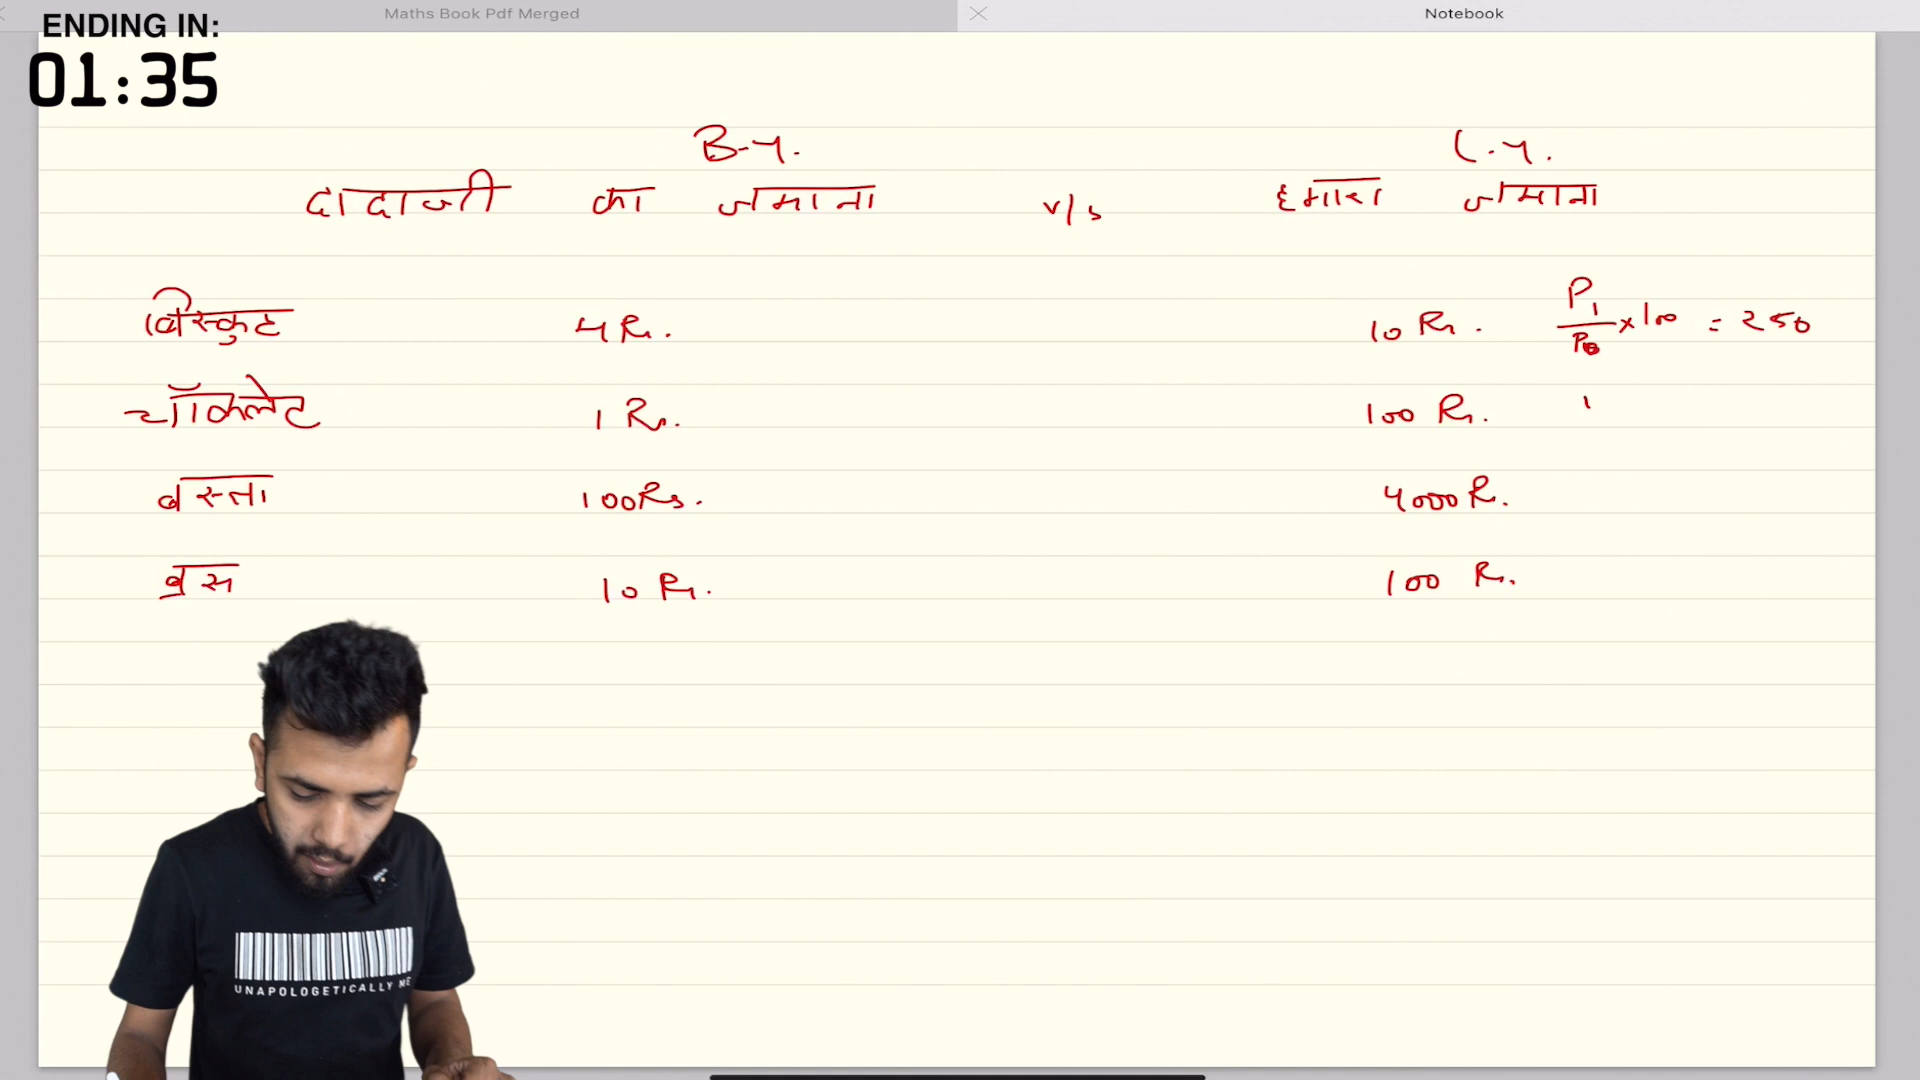 Maths Book Pdf Merged
Notebook
ENDING IN:
01:35
B.Y. C.Y.
दादाजी का जमाना v/s हमारा जमाना
बिस्कुट 4 Rs. 10 Rs. P1/P0 × 100 = 250
चॉकलेट 1 Rs. 100 Rs.
बस्ता 100 Rs. 4000 Rs.
ब्रस 10 Rs. 100 Rs.
UNAPOLOGETICALLY ME